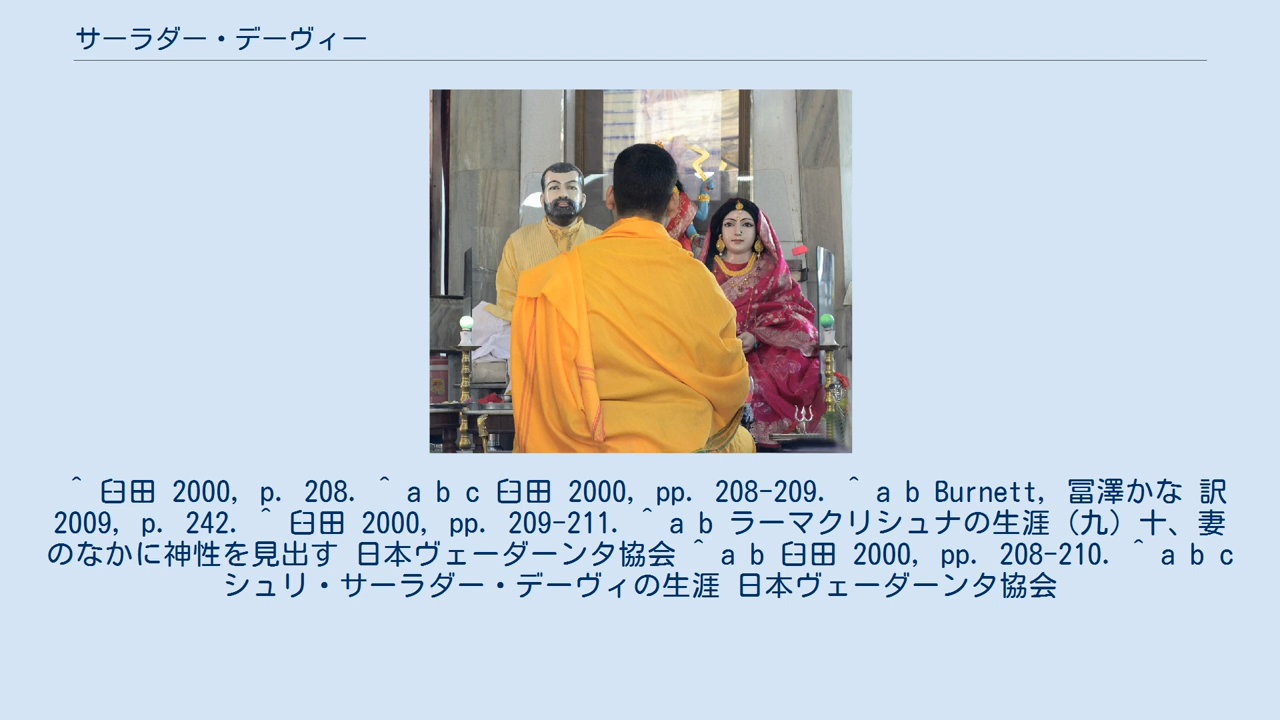 サーラダー・デーヴィー
^ 臼田 2000, p. 208. ^ a b c 臼田 2000, pp. 208-209. ^ a b Burnett, 冨澤かな 訳
2009, p. 242. ^ 臼田 2000, pp. 209-211. ^ a b ラーマクリシュナの生涯（九）十、妻
のなかに神性を見出す 日本ヴェーダーンタ協会 ^ a b 臼田 2000, pp. 208-210. ^ a b c
シュリ・サーラダー・デーヴィの生涯 日本ヴェーダーンタ協会